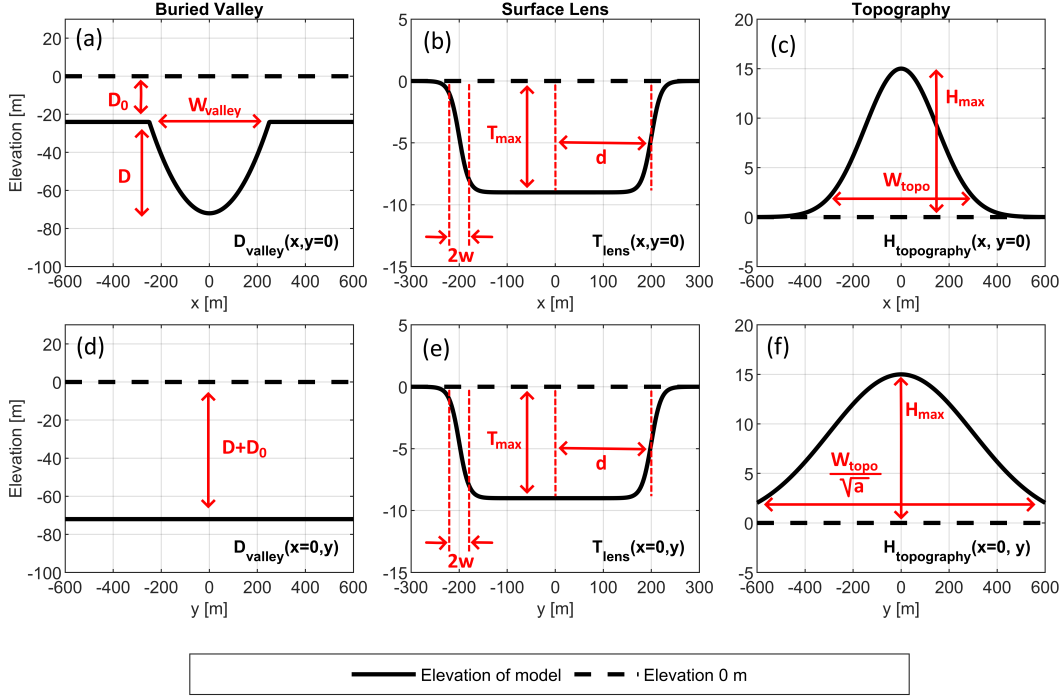 Buried Valley
Surface Lens
Topography
(a)
20
0
-20
-40
-60
-80
-100
Elevation [m]
D0
Wvalley
D
Dvalley(x,y=0)
-600 -400 -200 0 200 400 600
x [m]
(b)
5
0
-5
-10
-15
Tmax
d
2w
Tlens(x,y=0)
-300 -200 -100 0 100 200 300
x [m]
(c)
20
15
10
5
0
-5
Hmax
Wtopo
Htopography(x, y=0)
-600 -400 -200 0 200 400 600
x [m]
(d)
20
0
-20
-40
-60
-80
-100
Elevation [m]
D+D0
Dvalley(x=0,y)
-600 -400 -200 0 200 400 600
y [m]
(e)
5
0
-5
-10
-15
Tmax
d
2w
Tlens(x=0,y)
-300 -200 -100 0 100 200 300
y [m]
(f)
20
15
10
5
0
-5
Hmax
Wtopo
√a
Htopography(x=0, y)
-600 -400 -200 0 200 400 600
y [m]
Elevation of model
Elevation 0 m